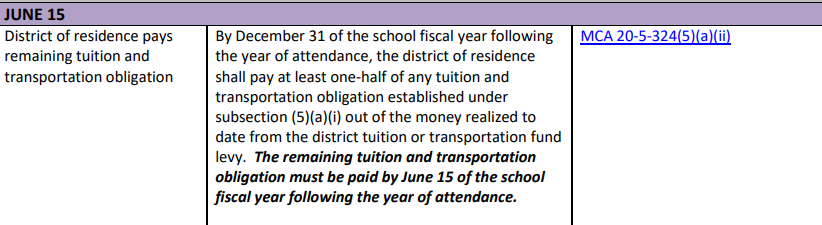 JUNE 15
District of residence pays
remaining tuition and
transportation obligation
By December 31 of the school fiscal year following
the year of attendance, the district of residence
shall pay at least one-half of any tuition and
transportation obligation established under
subsection (5)(a)(i) out of the money realized to
date from the district tuition or transportation fund
levy. The remaining tuition and transportation
obligation must be paid by June 15 of the school
fiscal year following the year of attendance.
MCA 20-5-324(5)(a)(ii)